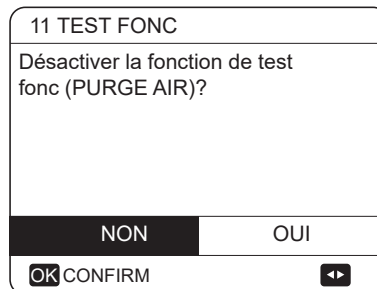 11 TEST FONC
Désactiver la fonction de test
fonc (PURGE AIR)?
NON OUI
OK CONFIRM